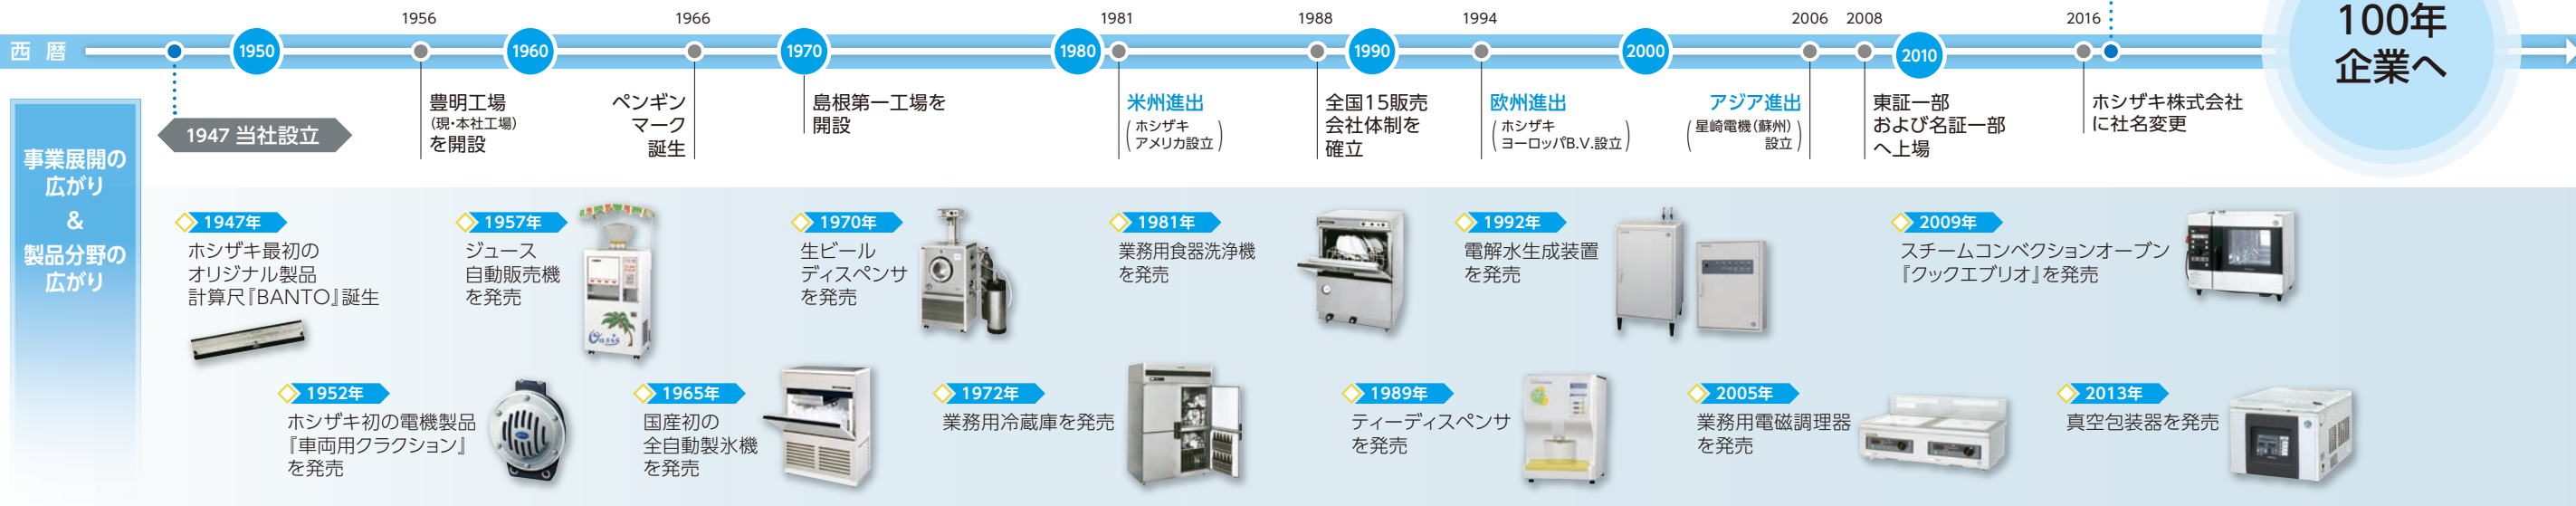 1956
1966
1981
1988
1994
2006
2008
2016
100年
企業へ
西暦
1950
1960
1970
1980
1990
2000
2010
1947 当社設立
豊明工場
(現・本社工場)
を開設
ペンギン
マーク
誕生
島根第一工場を
開設
米州進出
(ホシザキ
アメリカ設立)
全国15販売
会社体制を
確立
欧州進出
(ホシザキ
ヨーロッパB.V.設立)
アジア進出
(星崎電機(蘇州)
設立)
東証一部
および名証一部
へ上場
ホシザキ株式会社
に社名変更
事業展開の
広がり
&
製品分野の
広がり
1947年
ホシザキ最初の
オリジナル製品
計算尺『BANTO』誕生
1957年
ジュース
自動販売機
を発売
Oasis
1970年
生ビール
ディスペンサ
を発売
1981年
業務用食器洗浄機
を発売
1992年
電解水生成装置
を発売
2009年
スチームコンベクションオーブン
『クックエブリオ』を発売
1952年
ホシザキ初の電機製品
『車両用クラクション』
を発売
1965年
国産初の
全自動製氷機
を発売
1972年
業務用冷蔵庫を発売
1989年
ティーディスペンサ
を発売
2005年
業務用電磁調理器
を発売
2013年
真空包装器を発売